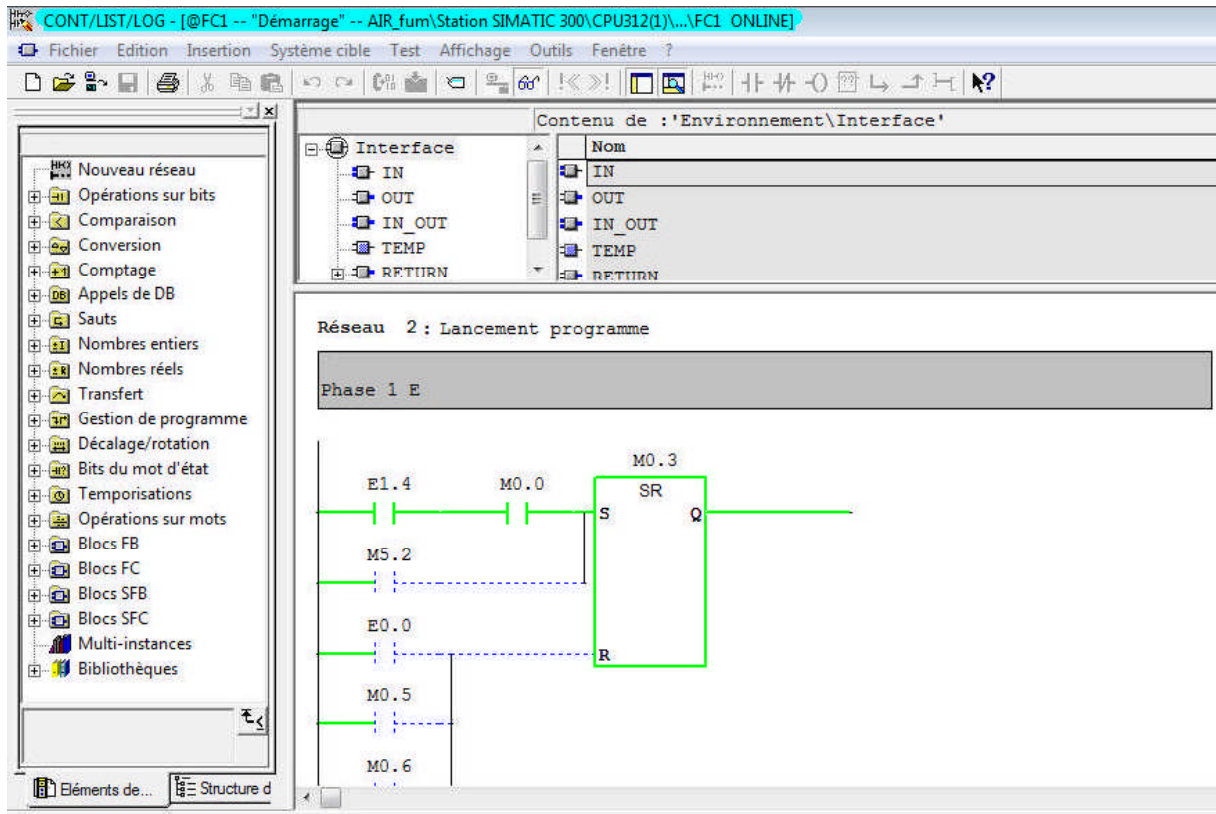 CONT/LIST/LOG - [@FC1 -- "Démarrage" -- AIR_fum\Station SIMATIC 300\CPU312(1)\...\FC1 ONLINE]
Fichier Edition Insertion Système cible Test Affichage Outils Fenêtre ?
Nouveau réseau
Opérations sur bits
Comparaison
Conversion
Comptage
Appels de DB
Sauts
Nombres entiers
Nombres réels
Transfert
Gestion de programme
Décalage/rotation
Bits du mot d'état
Temporisations
Opérations sur mots
Blocs FB
Blocs FC
Blocs SFB
Blocs SFC
Multi-instances
Bibliothèques
Eléments de...
Structure d
Contenu de :'Environnement\Interface'
Interface
IN
OUT
IN_OUT
TEMP
RETURN
Nom
IN
OUT
IN_OUT
TEMP
RETURN
Réseau 2 : Lancement programme
Phase 1 E
M0.3
E1.4 M0.0 SR
S Q
M5.2
E0.0
R
M0.5
M0.6